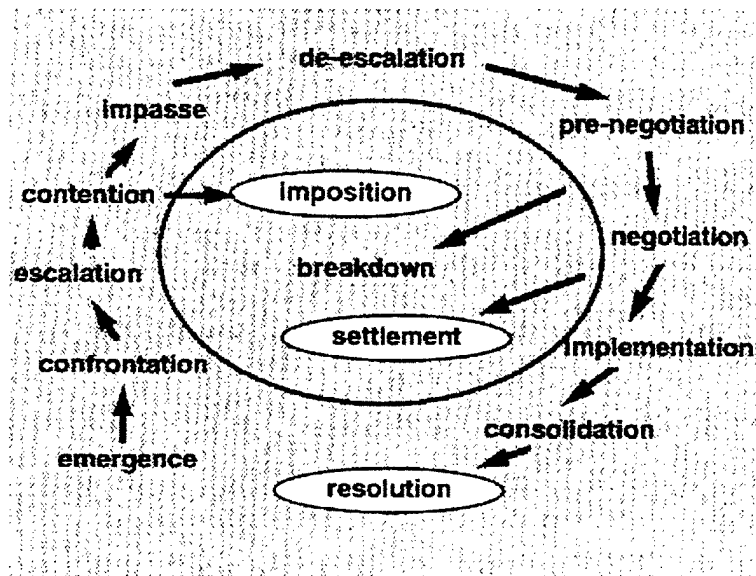 de-escalation
impasse
pre-negotiation
contention
imposition
negotiation
escalation
breakdown
settlement
implementation
confrontation
consolidation
emergence
resolution